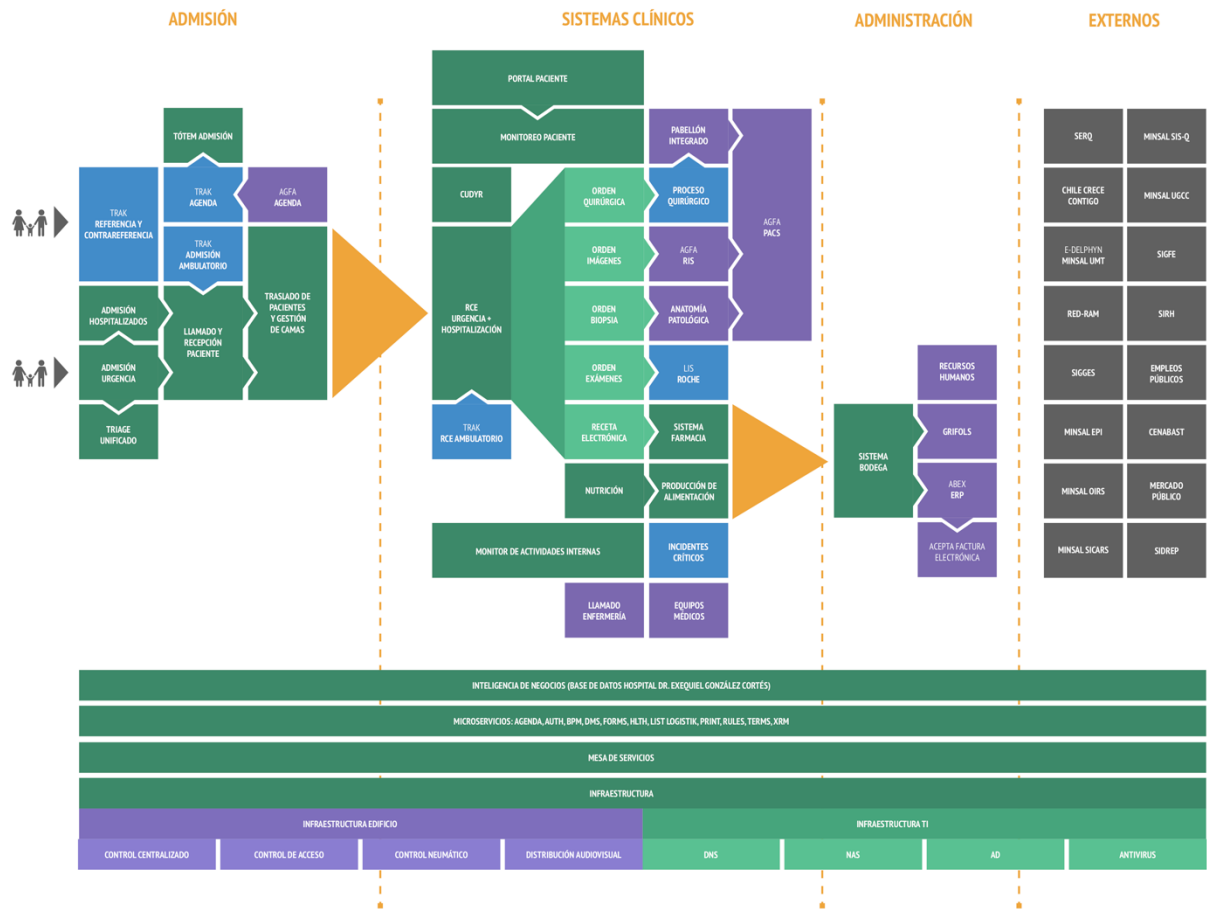 ADMISIÓN
SISTEMAS CLÍNICOS
ADMINISTRACIÓN
EXTERNOS
TÓTEM ADMISIÓN
TRAK
REFERENCIA Y
CONTRAREFERENCIA
TRAK
AGENDA
AGFA
AGENDA
TRAK
ADMISIÓN
AMBULATORIO
ADMISIÓN
HOSPITALIZADOS
LLAMADO Y
RECEPCIÓN
PACIENTE
TRASLADO DE
PACIENTES
Y GESTIÓN
DE CAMAS
ADMISIÓN
URGENCIA
TRIAGE
UNIFICADO
PORTAL PACIENTE
MONITOREO PACIENTE
PABELLÓN
INTEGRADO
CUDYR
ORDEN
QUIRÚRGICA
PROCESO
QUIRÚRGICO
AGFA
PACS
ORDEN
IMÁGENES
AGFA
RIS
RCE
URGENCIA +
HOSPITALIZACIÓN
ORDEN
BIOPSIA
ANATOMÍA
PATOLÓGICA
ORDEN
EXÁMENES
LIS
ROCHE
TRAK
RCE AMBULATORIO
RECETA
ELECTRÓNICA
SISTEMA
FARMACIA
NUTRICIÓN
PRODUCCIÓN DE
ALIMENTACIÓN
MONITOR DE ACTIVIDADES INTERNAS
INCIDENTES
CRÍTICOS
LLAMADO
ENFERMERÍA
EQUIPOS
MÉDICOS
RECURSOS
HUMANOS
SISTEMA
BODEGA
GRIFOLS
ABEX
ERP
ACEPTA FACTURA
ELECTRÓNICA
SERQ
MINSAL SIS-Q
CHILE CRECE
CONTIGO
MINSAL UGCC
E-DELPHYN
MINSAL UMT
SIGFE
RED-RAM
SIRH
SIGGES
EMPLEOS
PÚBLICOS
MINSAL EPI
CENABAST
MINSAL OIRS
MERCADO
PÚBLICO
MINSAL SICARS
SIDREP
INTELIGENCIA DE NEGOCIOS (BASE DE DATOS HOSPITAL DR. EXEQUIEL GONZÁLEZ CORTÉS)
MICROSERVICIOS: AGENDA, AUTH, BPM, DMS, FORMS, HLTH, LIST LOGISTIK, PRINT, RULES, TERMS, XRM
MESA DE SERVICIOS
INFRAESTRUCTURA
INFRAESTRUCTURA EDIFICIO
INFRAESTRUCTURA TI
CONTROL CENTRALIZADO
CONTROL DE ACCESO
CONTROL NEUMÁTICO
DISTRIBUCIÓN AUDIOVISUAL
DNS
NAS
AD
ANTIVIRUS